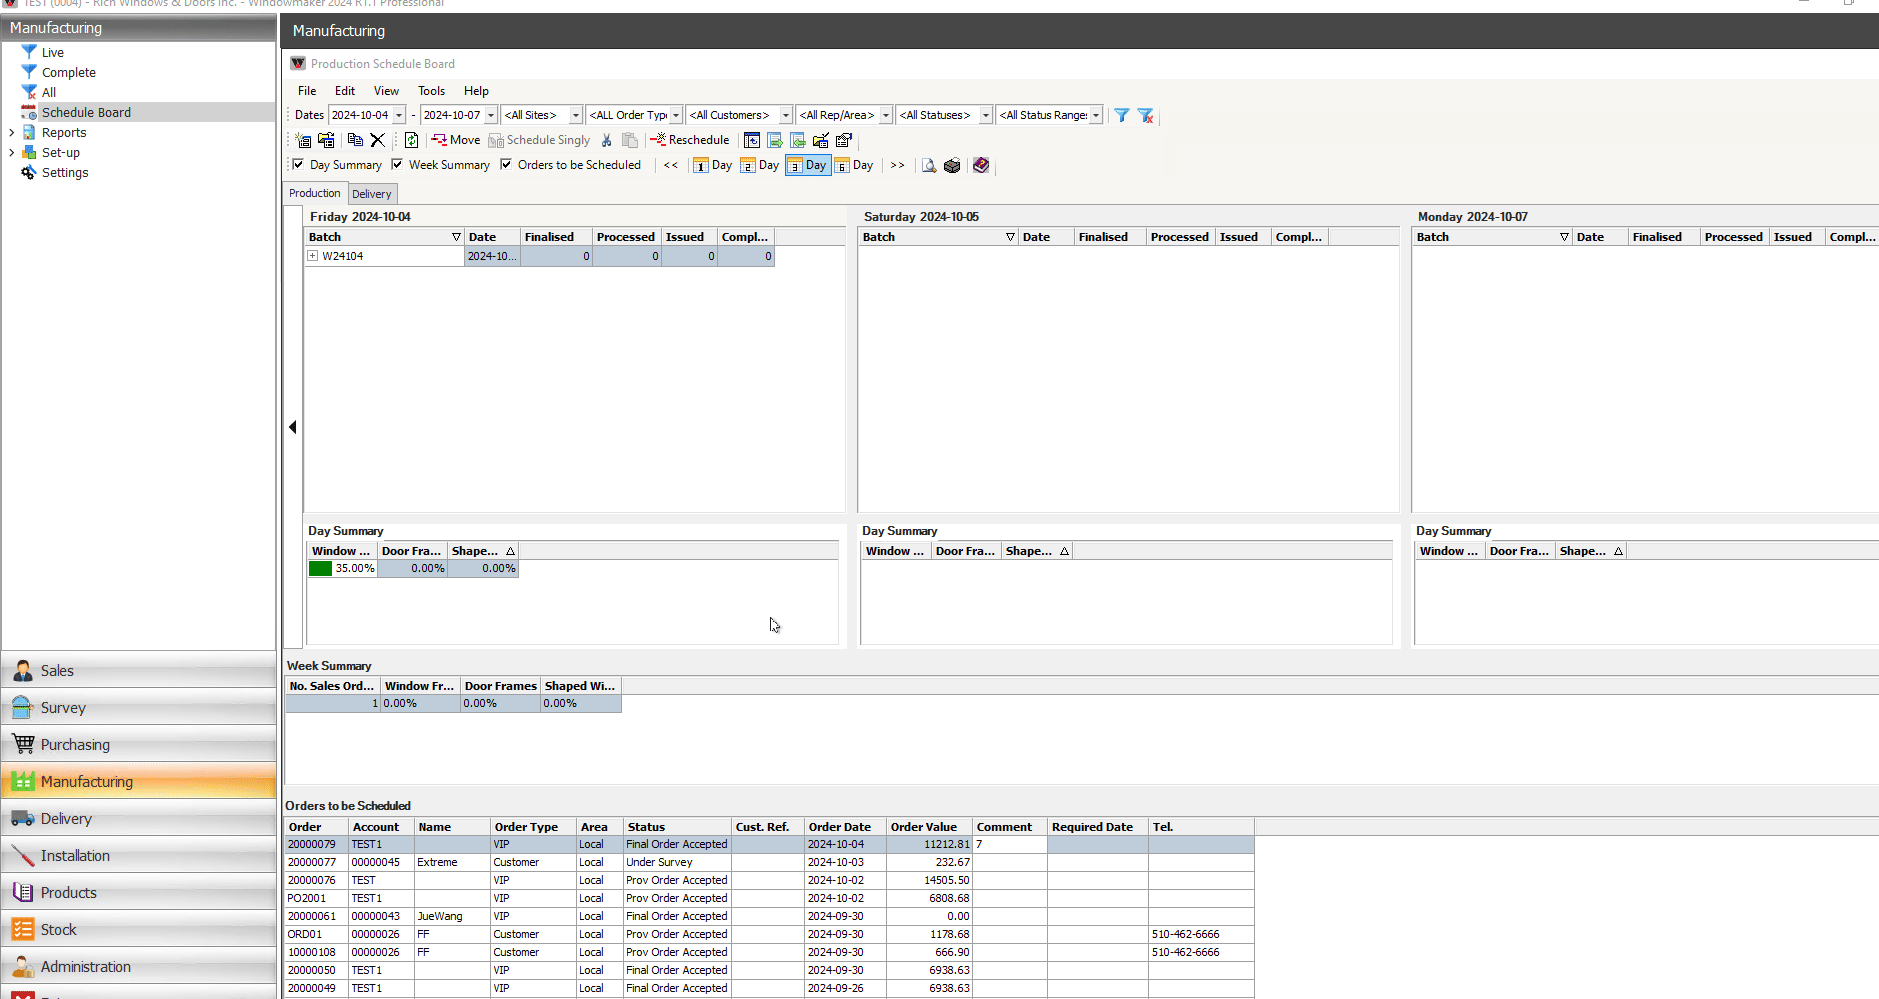 TEST (0004) - Rich Windows & Doors Inc. - Windowmaker 2024 R1.1 Professional
Manufacturing
Live
Complete
All
Schedule Board
Reports
Set-up
Settings
Sales
Survey
Purchasing
Manufacturing
Delivery
Installation
Products
Stock
Administration
Manufacturing
Production Schedule Board
File Edit View Tools Help
Dates 2024-10-04 - 2024-10-07 <All Sites> <ALL Order Typ <All Customers> <All Rep/Area> <All Statuses> <All Status Range:
Move Schedule Singly Reschedule
Day Summary Week Summary Orders to be Scheduled << 1 Day 2 Day 3 Day 6 Day >>
Production Delivery
Friday 2024-10-04 Saturday 2024-10-05 Monday 2024-10-07
Batch Date Finalised Processed Issued Compl... Batch Date Finalised Processed Issued Compl... Batch Date Finalised Processed Issued Compl...
W24104 2024-10... 0 0 0 0
Day Summary Day Summary Day Summary
Window ... Door Fra... Shape... Window ... Door Fra... Shape... Window ... Door Fra... Shape...
35.00% 0.00% 0.00%
Week Summary
No. Sales Ord... Window Fr... Door Frames Shaped Wi...
1 0.00% 0.00% 0.00%
Orders to be Scheduled
Order Account Name Order Type Area Status Cust. Ref. Order Date Order Value Comment Required Date Tel.
20000079 TEST1 VIP Local Final Order Accepted 2024-10-04 11212.81 7
20000077 00000045 Extreme Customer Local Under Survey 2024-10-03 232.67
20000076 TEST VIP Local Prov Order Accepted 2024-10-02 14505.50
PO2001 TEST1 VIP Local Prov Order Accepted 2024-10-02 6808.68
20000061 00000043 JueWang VIP Local Final Order Accepted 2024-09-30 0.00
ORD01 00000026 FF Customer Local Prov Order Accepted 2024-09-30 1178.68 510-462-6666
10000108 00000026 FF Customer Local Prov Order Accepted 2024-09-30 666.90 510-462-6666
20000050 TEST1 VIP Local Final Order Accepted 2024-09-30 6938.63
20000049 TEST1 VIP Local Final Order Accepted 2024-09-26 6938.63